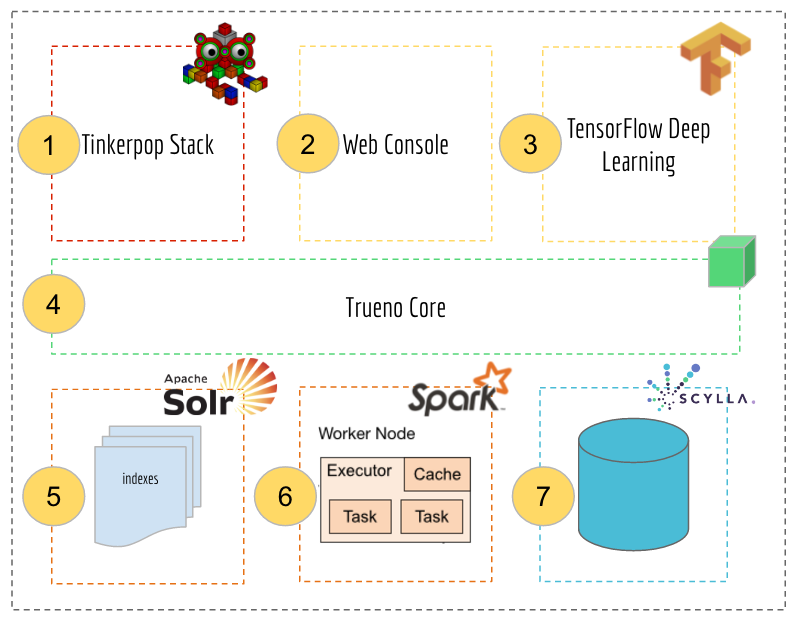 1
Tinkerpop Stack
2
Web Console
3
TensorFlow Deep
Learning
4
Trueno Core
Apache
Solr
5
indexes
Spark
6
Worker Node
Executor
Cache
Task
Task
SCYLLA.
7